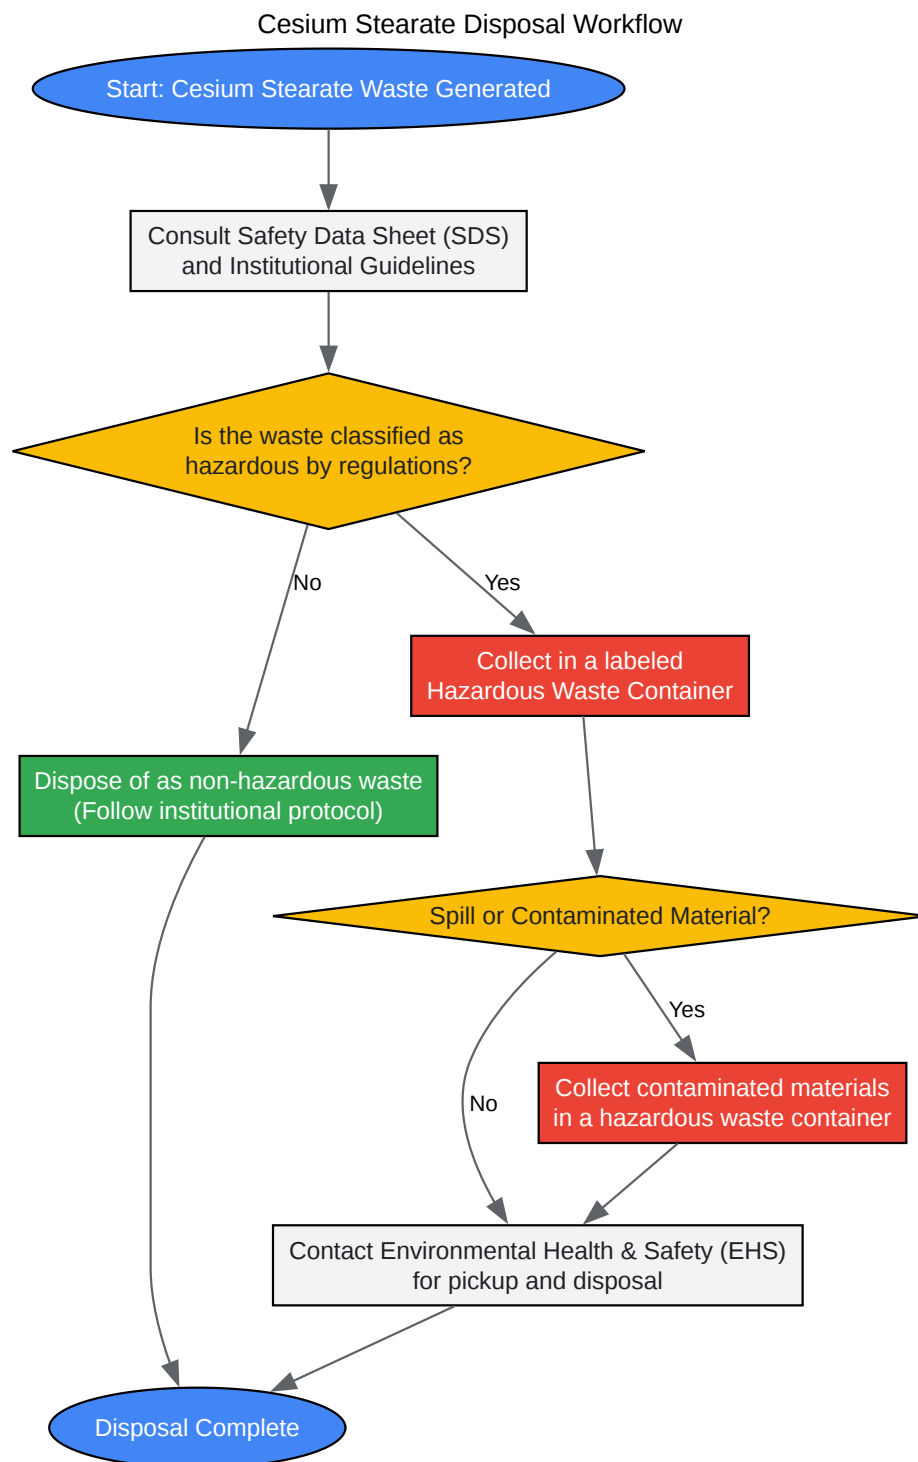 Cesium Stearate Disposal Workflow
Start: Cesium Stearate Waste Generated
Consult Safety Data Sheet (SDS)
and Institutional Guidelines
Is the waste classified as
hazardous by regulations?
No
Yes
Collect in a labeled
Hazardous Waste Container
Dispose of as non-hazardous waste
(Follow institutional protocol)
Spill or Contaminated Material?
Yes
No
Collect contaminated materials
in a hazardous waste container
Contact Environmental Health & Safety (EHS)
for pickup and disposal
Disposal Complete